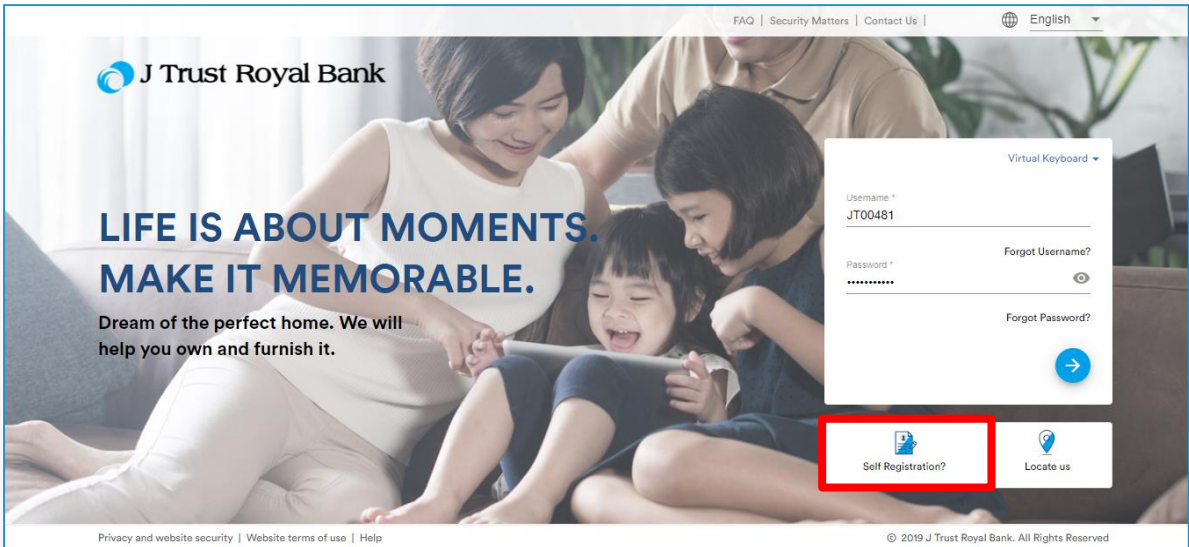 FAQ | Security Matters | Contact Us | English
J Trust Royal Bank
Virtual Keyboard
Username *
JT00481
LIFE IS ABOUT MOMENTS.
MAKE IT MEMORABLE.
Forgot Username?
Password *
•••••••••••
Dream of the perfect home. We will
help you own and furnish it.
Forgot Password?
Self Registration?
Locate us
Privacy and website security | Website terms of use | Help
© 2019 J Trust Royal Bank. All Rights Reserved